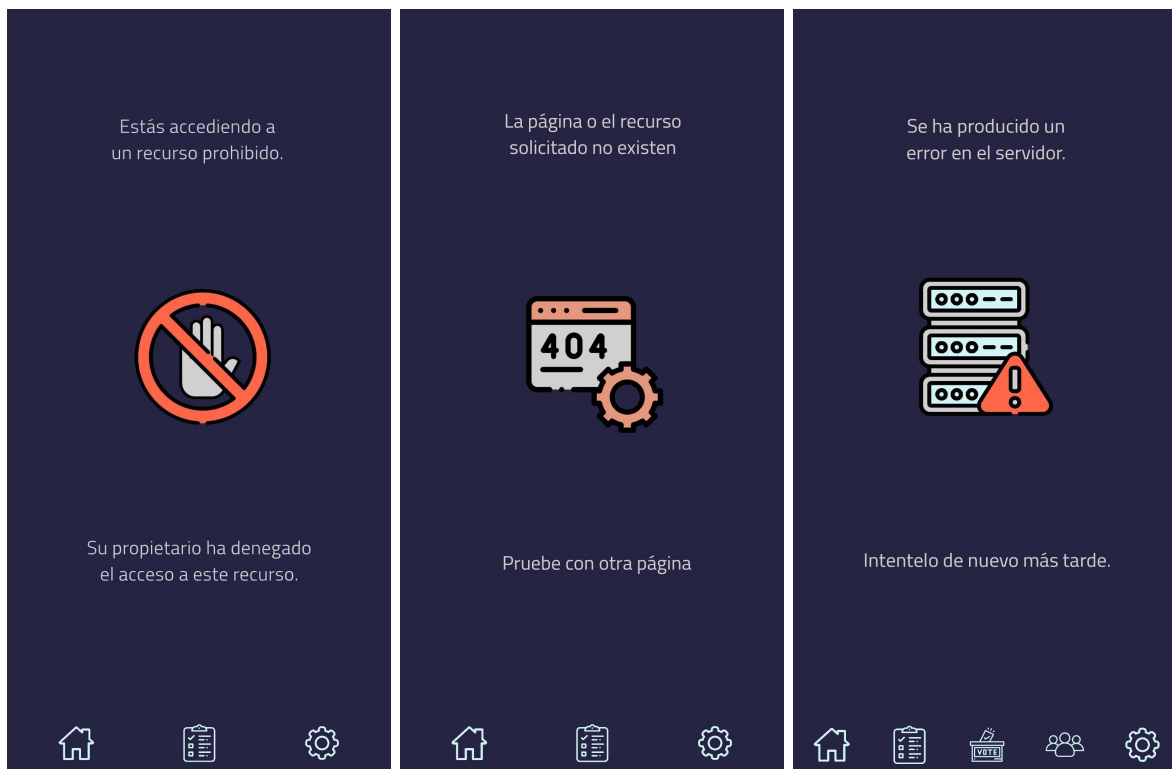 Estás accediendo a
un recurso prohibido.
Su propietario ha denegado
el acceso a este recurso.
La página o el recurso
solicitado no existen
404
Pruebe con otra página
Se ha producido un
error en el servidor.
Intentelo de nuevo más tarde.
VOTE